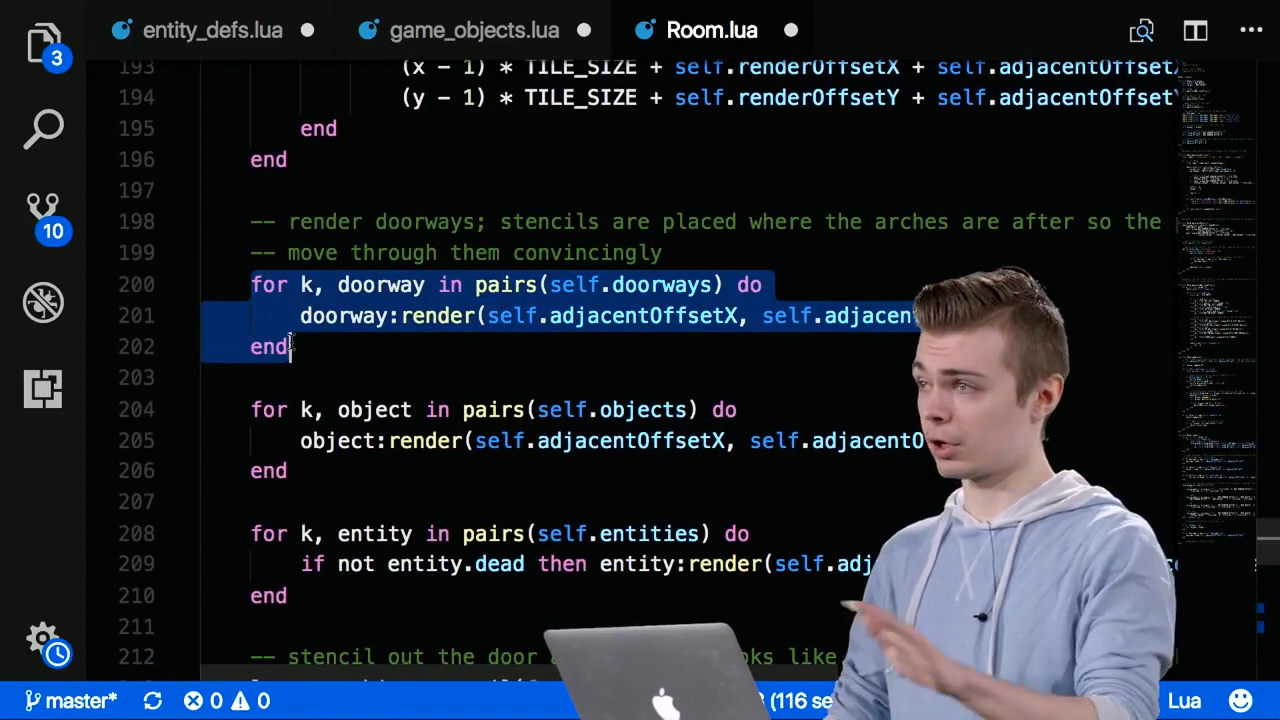 entity_defs.lua
game_objects.lua
Room.lua
3
10
193 (x - 1) * TILE_SIZE + self.renderOffsetX + self.adjacentOffset
194 (y - 1) * TILE_SIZE + self.renderOffsetY + self.adjacentOffset
195 end
196 end
197
198 -- render doorways; stencils are placed where the arches are after so the
199 -- move through them convincingly
200 for k, doorway in pairs(self.doorways) do
201 doorway:render(self.adjacentOffsetX, self.adjacen
202 end
203
204 for k, object in pairs(self.objects) do
205 object:render(self.adjacentOffsetX, self.adjacentO
206 end
207
208 for k, entity in pairs(self.entities) do
209 if not entity.dead then entity:render(self.adj
210 end
211
212 -- stencil out the door looks like
master* 0 0 (116 se Lua